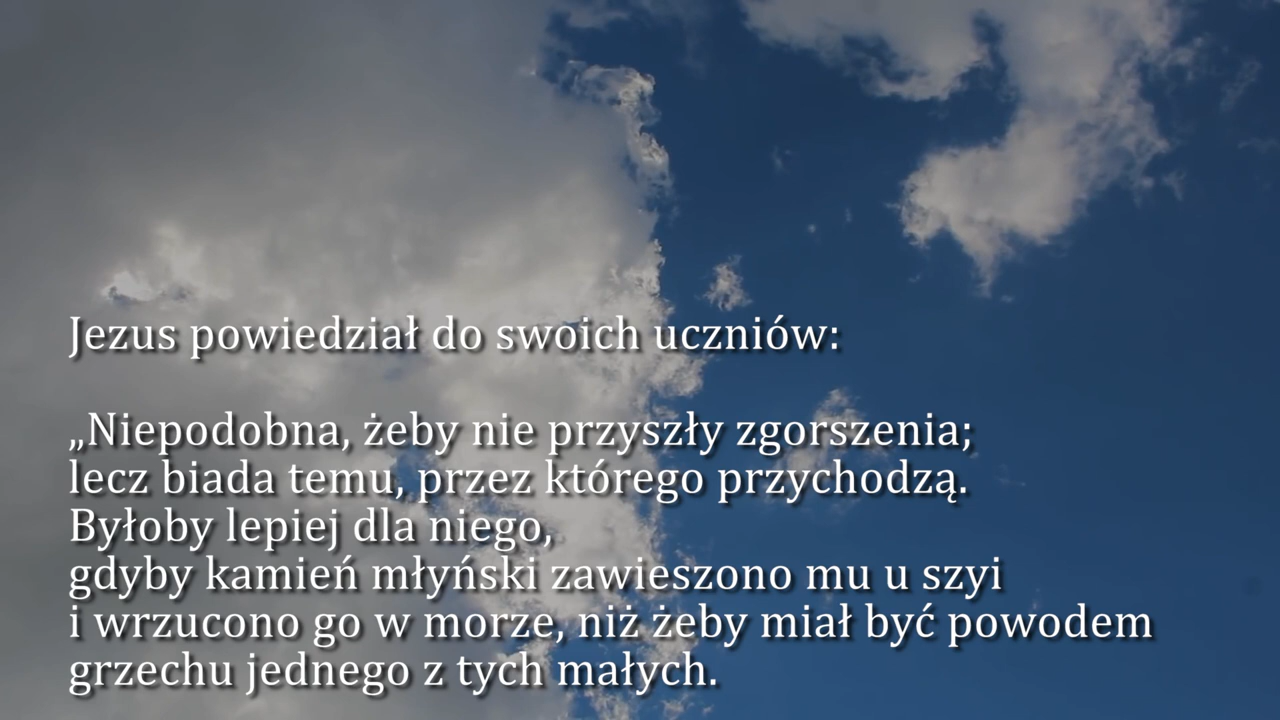 Jezus powiedział do swoich uczniów:
„Niepodobna, żeby nie przyszły zgorszenia;
lecz biada temu, przez którego przychodzą.
Byłoby lepiej dla niego,
gdyby kamień młyński zawieszono mu u szyi
i wrzucono go w morze, niż żeby miał być powodem
grzechu jednego z tych małych.